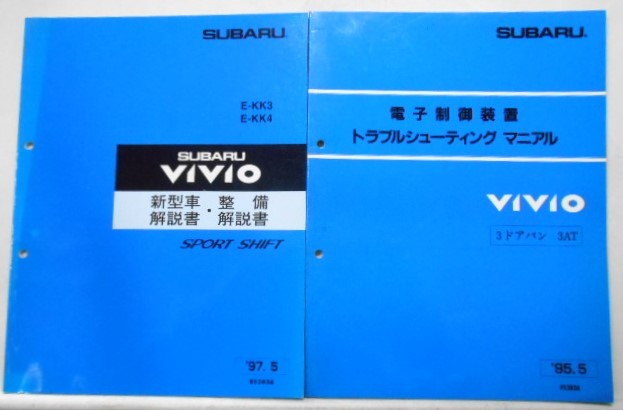 SUBARU
E-KK3
E-KK4
SUBARU
VIVIO
新型車・整備
解説書・解説書
SPORT SHIFT
'97. 5
SUBARU
電子制御装置
トラブルシューティング マニアル
VIVIO
3ドアバン 3AT
'95. 5